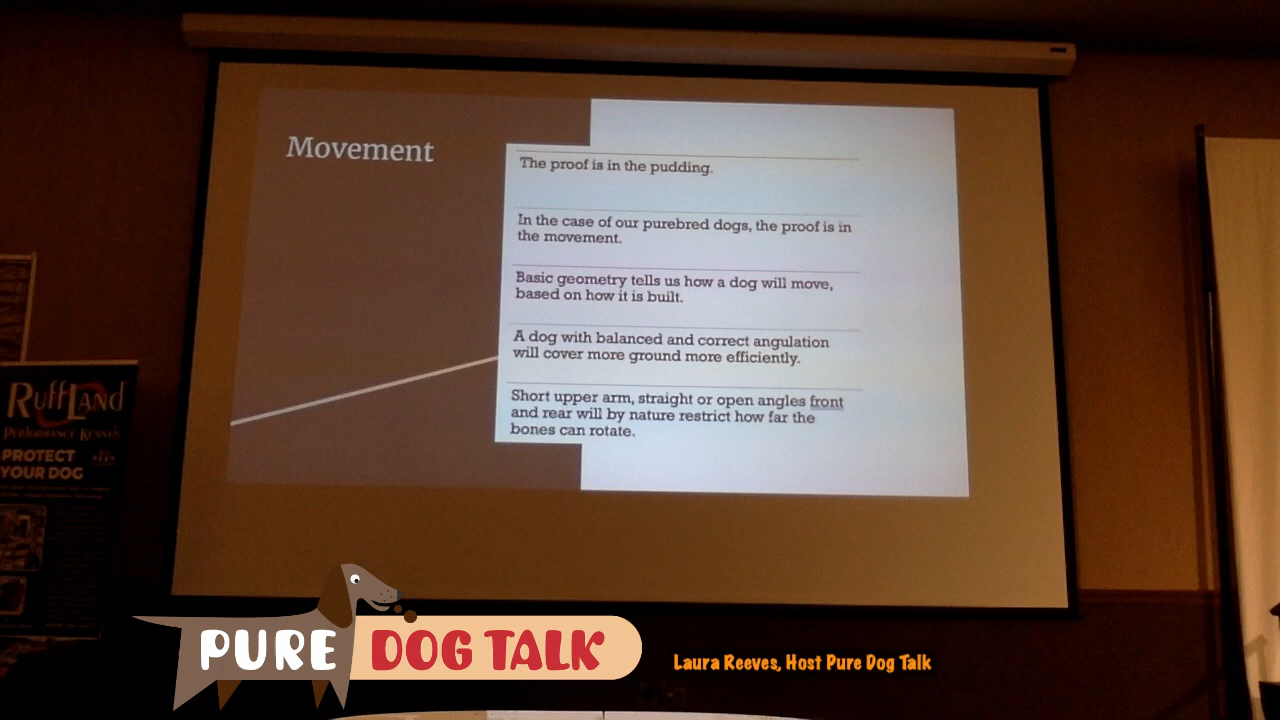 Movement
The proof is in the pudding.
In the case of our purebred dogs, the proof is in
the movement.
Basic geometry tells us how a dog will move,
based on how it is built.
A dog with balanced and correct angulation
will cover more ground more efficiently.
Short upper arm, straight or open angles front
and rear will by nature restrict how far the
bones can rotate.
RUFFLAND
PERFORMANCE KENNELS
PROTECT
YOUR DOG
PURE DOG TALK
Laura Reeves, Host Pure Dog Talk